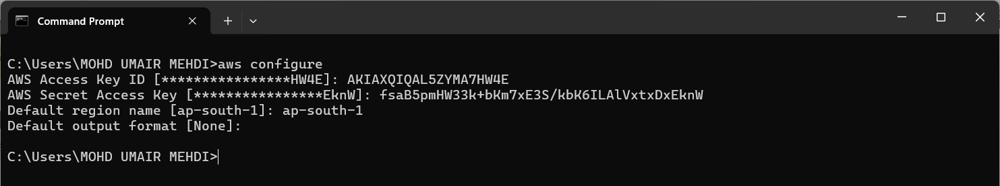 Command Prompt
C:\Users\MOHD UMAIR MEHDI>aws configure
AWS Access Key ID [****************HW4E]: AKIAXQIQAL5ZYMA7HW4E
AWS Secret Access Key [****************EknW]: 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
Default region name [ap-south-1]: ap-south-1
Default output format [None]:
C:\Users\MOHD UMAIR MEHDI>